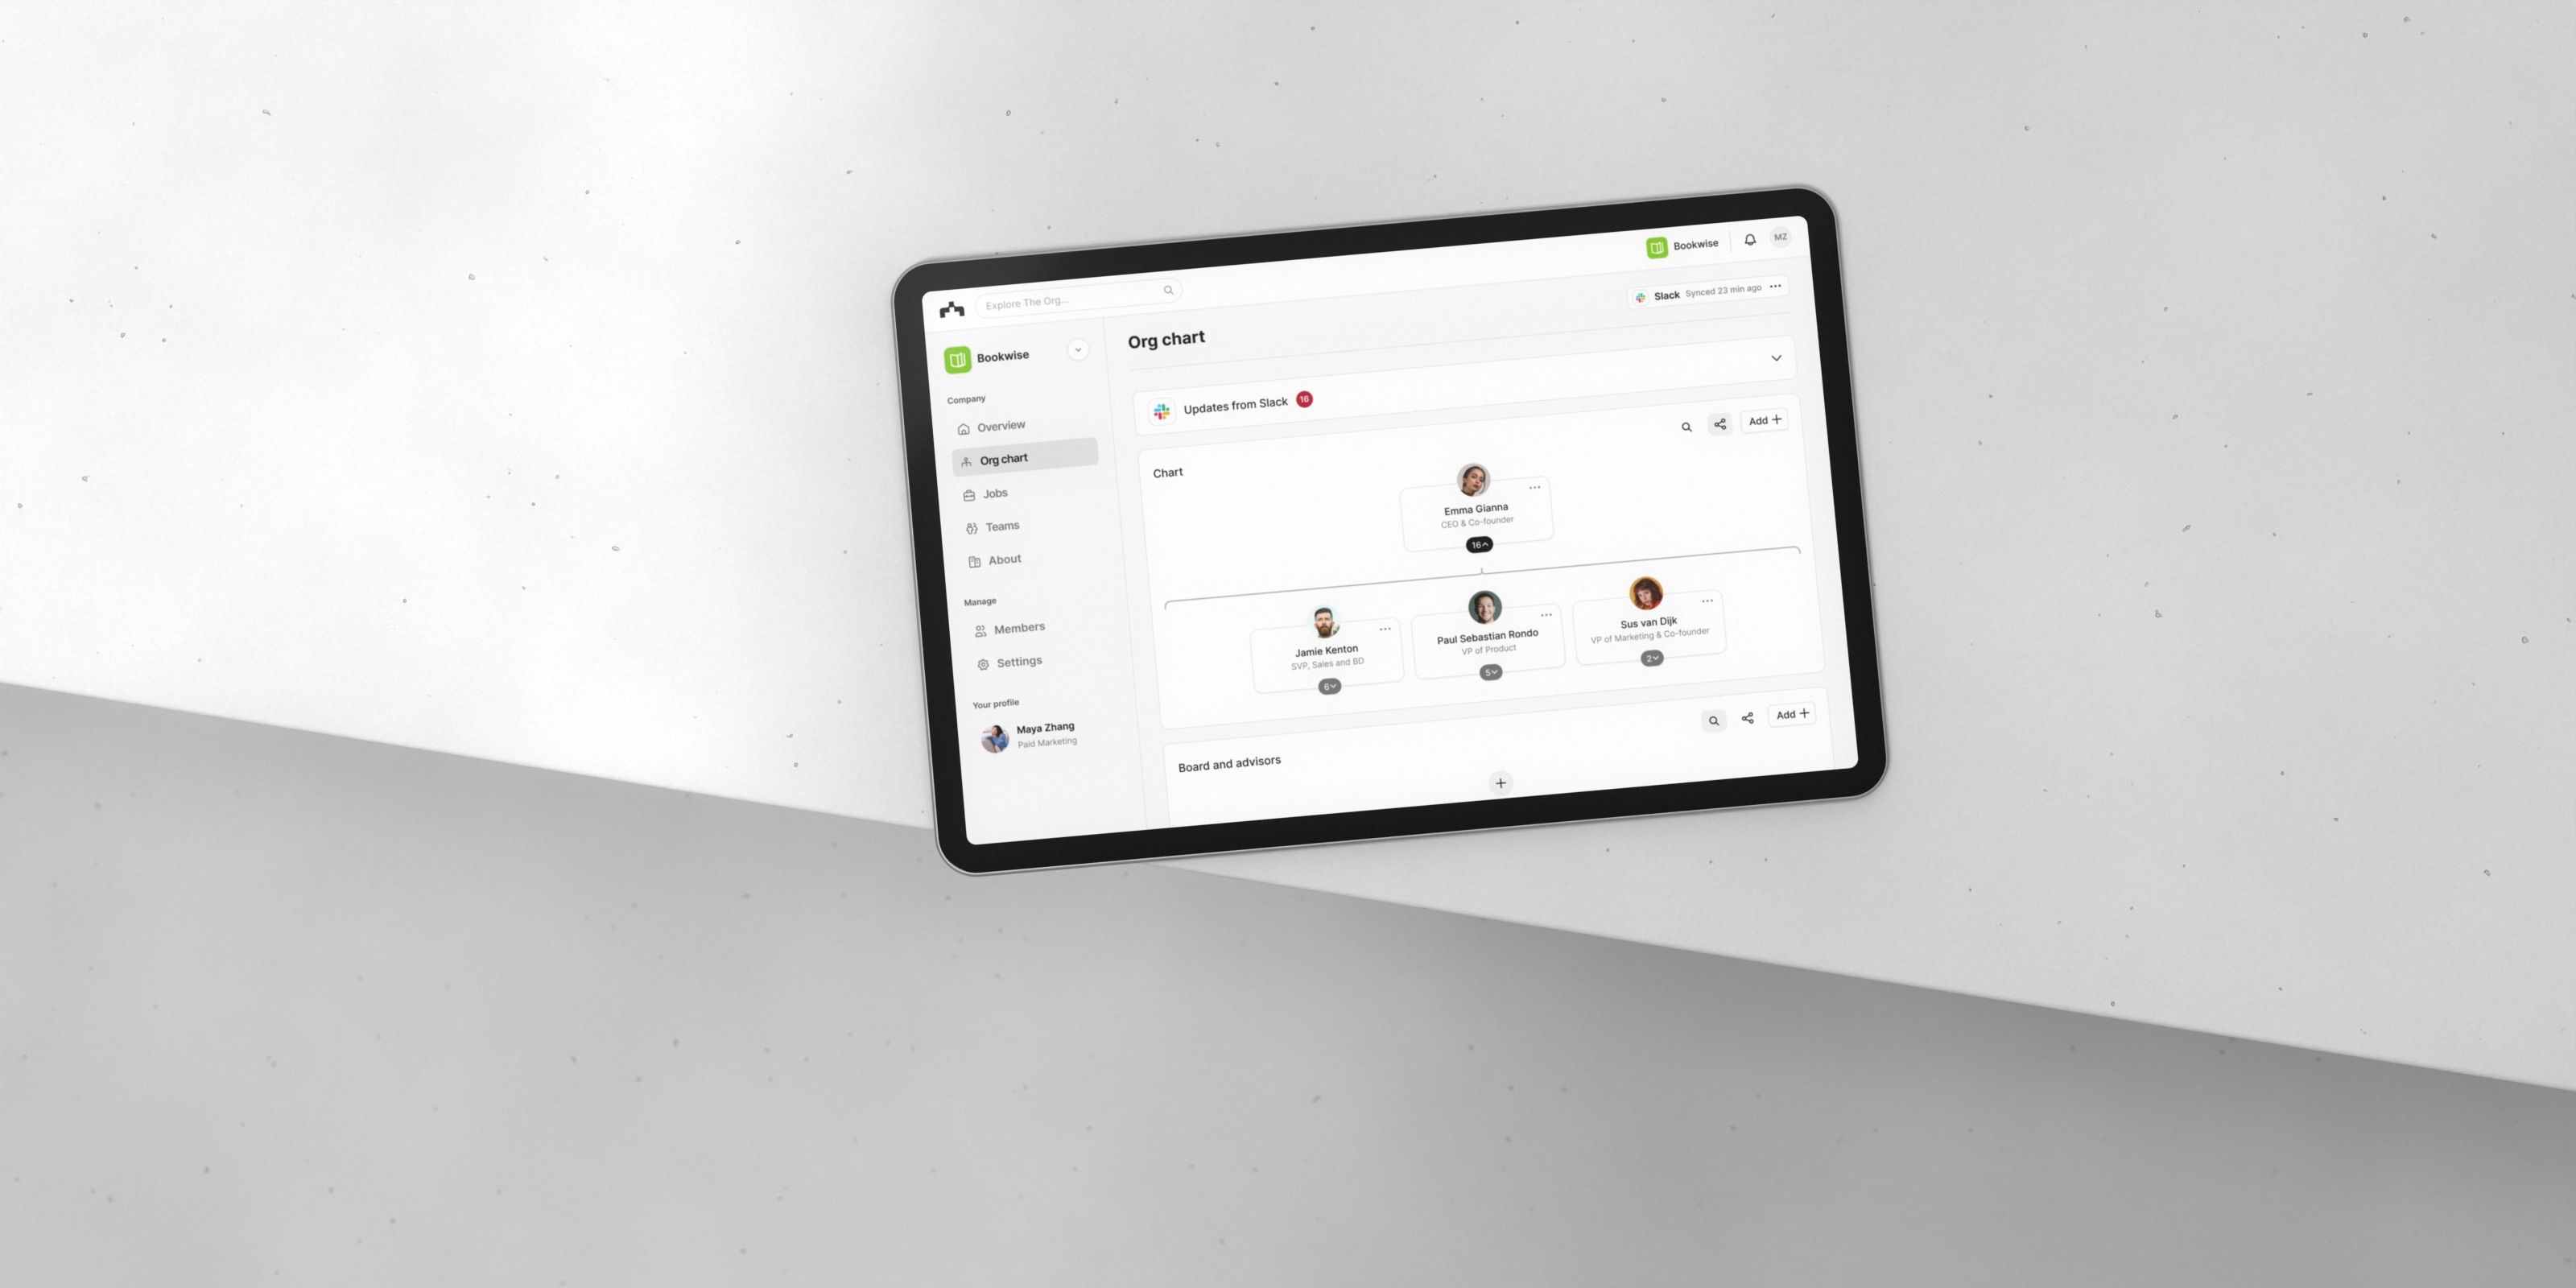 Explore The Org...
Bookwise
MZ
Bookwise
Company
Overview
Org chart
Jobs
Teams
About
Manage
Members
Settings
Your profile
Maya Zhang
Paid Marketing
Org chart
Slack Synced 23 min ago
Updates from Slack 16
Chart
Add
Emma Gianna
CEO & Co-founder
16
Jamie Kenton
SVP, Sales and BD
6
Paul Sebastian Rondo
VP of Product
5
Sus van Dijk
VP of Marketing & Co-founder
2
Board and advisors
Add